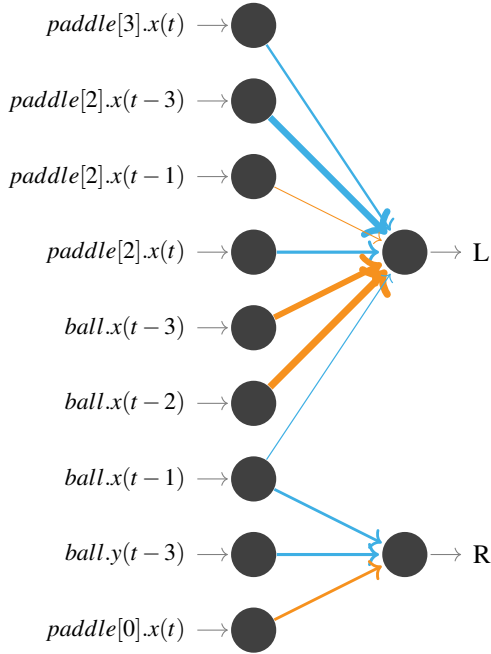 paddle[3].x(t)
paddle[2].x(t − 3)
paddle[2].x(t − 1)
paddle[2].x(t)
L
ball.x(t − 3)
ball.x(t − 2)
ball.x(t − 1)
ball.y(t − 3)
R
paddle[0].x(t)